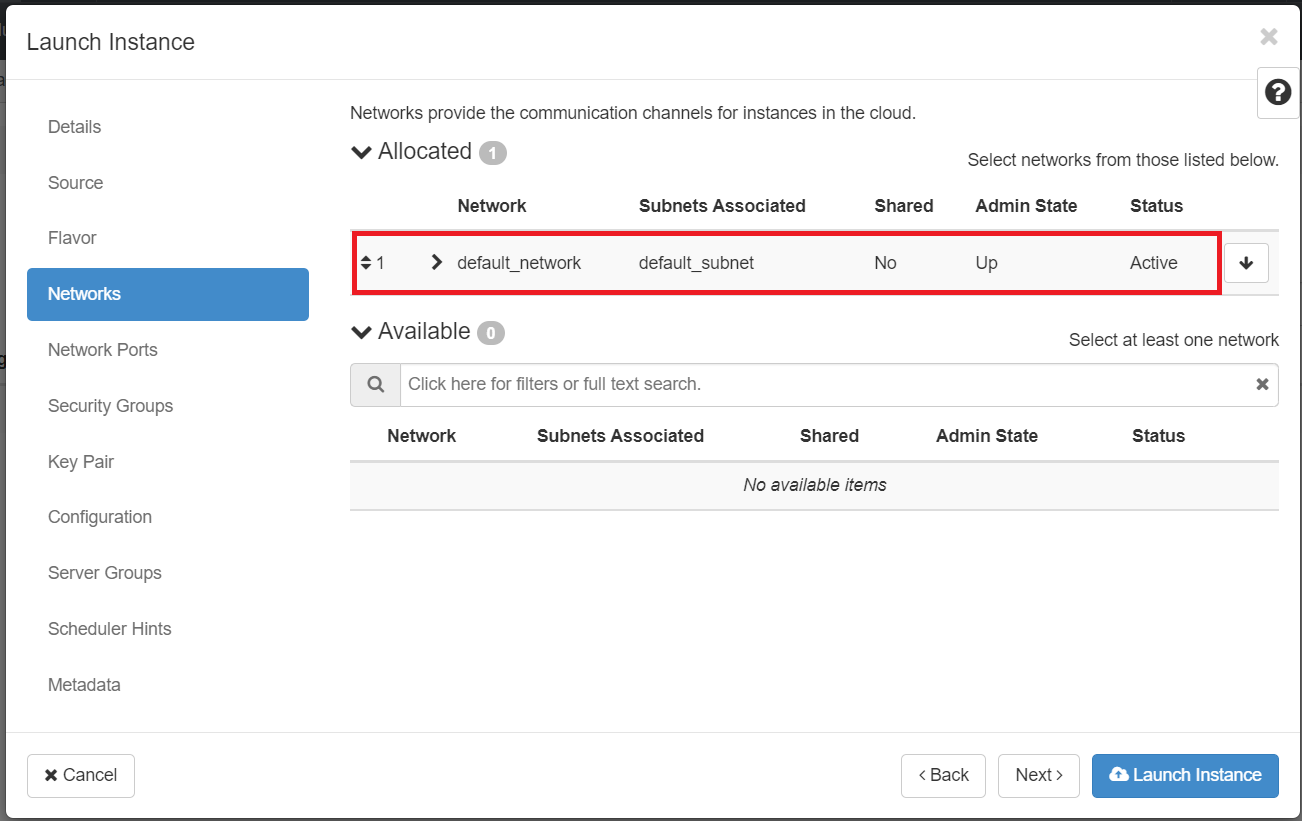 Launch Instance
Details
Source
Flavor
Networks
Network Ports
Security Groups
Key Pair
Configuration
Server Groups
Scheduler Hints
Metadata
Networks provide the communication channels for instances in the cloud.
Allocated 1
Select networks from those listed below.
Network Subnets Associated Shared Admin State Status
1 default_network default_subnet No Up Active
Available 0
Select at least one network
Click here for filters or full text search.
Network Subnets Associated Shared Admin State Status
No available items
Cancel
Back
Next
Launch Instance